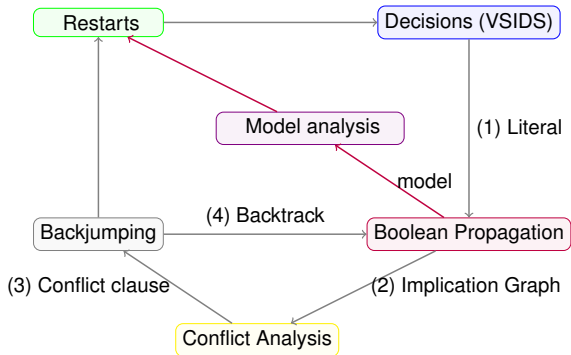 Restarts
Decisions (VSIDS)
Model analysis
(1) Literal
model
(4) Backtrack
Backjumping
Boolean Propagation
(3) Conflict clause
(2) Implication Graph
Conflict Analysis